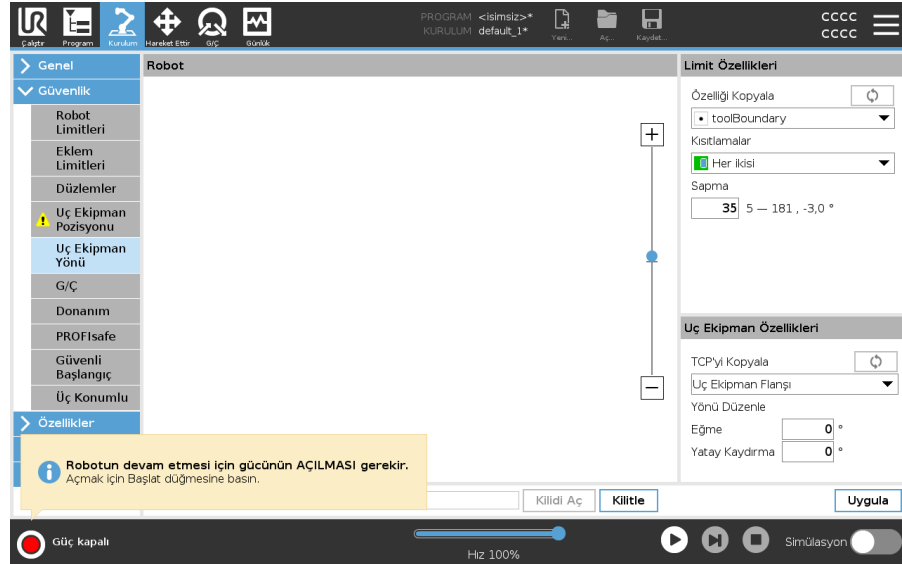 UR
PROGRAM <isimsiz>*
KURULUM default_1*
cccc
cccc
Çalıştır Program Kurulum Hareket Ettir G/Ç Günlük Yeni... Aç... Kaydet...
Genel
Güvenlik
Robot
Limitleri
Eklem
Limitleri
Düzlemler
Uç Ekipman
Pozisyonu
Uç Ekipman
Yönü
G/Ç
Donanım
PROFIsafe
Güvenli
Başlangıç
Üç Konumlu
Özellikler
Robot
Limit Özellikleri
Özelliği Kopyala
toolBoundary
Kısıtlamalar
Her ikisi
Sapma
35 5 — 181 , -3,0 °
Uç Ekipman Özellikleri
TCP'yi Kopyala
Uç Ekipman Flanşı
Yönü Düzenle
Eğme 0 °
Yatay Kaydırma 0 °
Robotun devam etmesi için gücünün AÇILMASI gerekir.
Açmak için Başlat düğmesine basın.
Kilidi Aç Kilitle Uygula
Güç kapalı
Hız 100%
Simülasyon